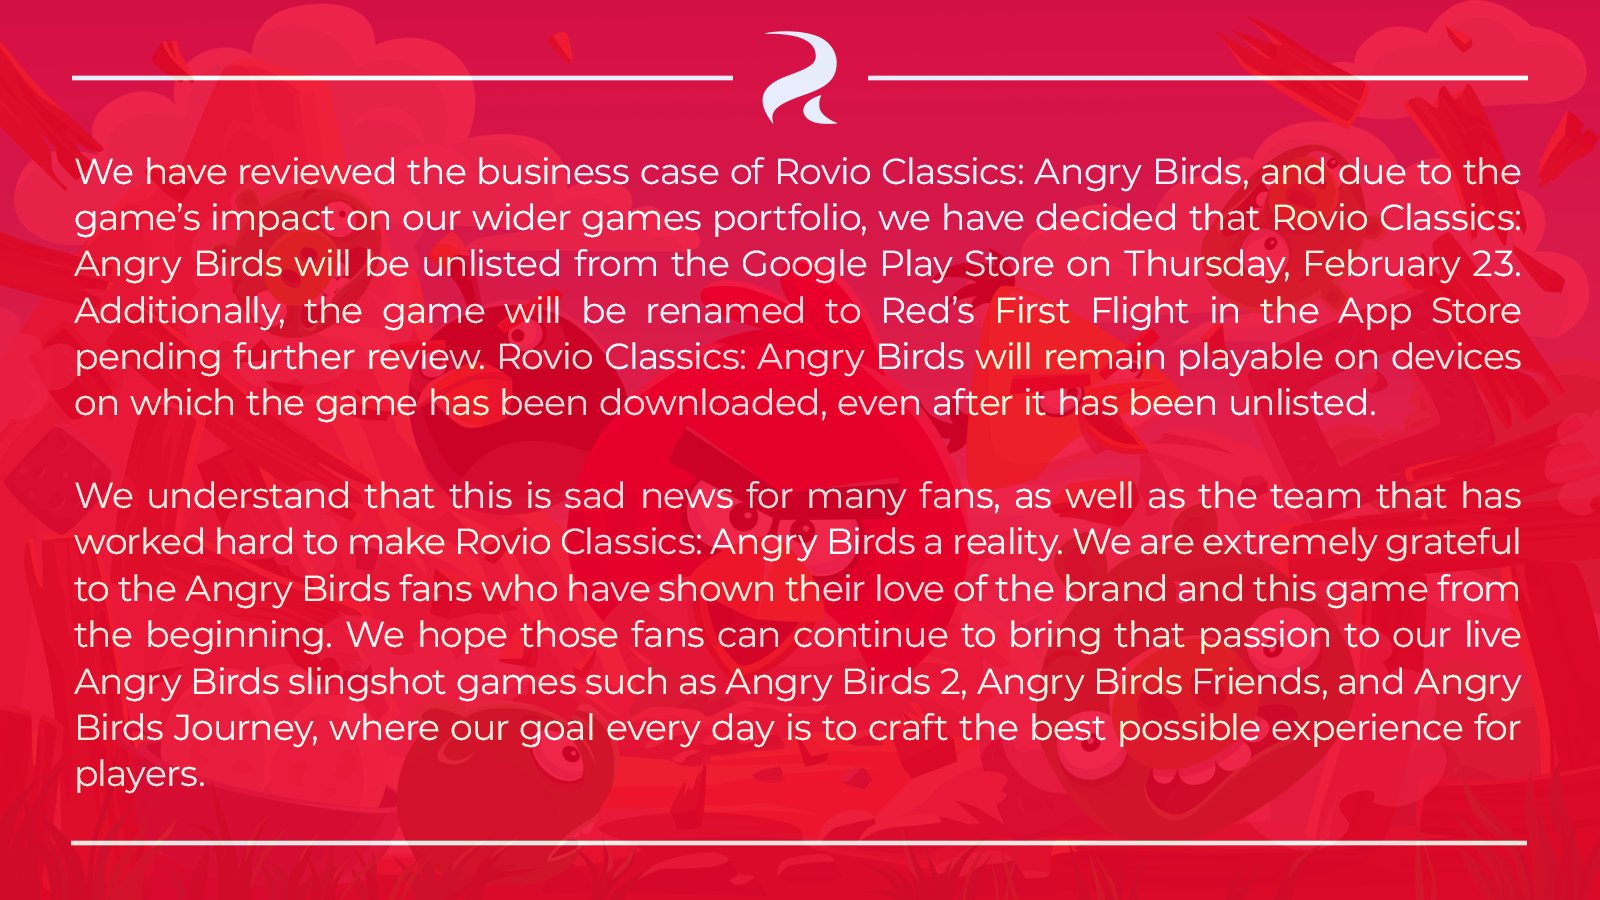 We have reviewed the business case of Rovio Classics: Angry Birds, and due to the
game’s impact on our wider games portfolio, we have decided that Rovio Classics:
Angry Birds will be unlisted from the Google Play Store on Thursday, February 23.
Additionally, the game will be renamed to Red’s First Flight in the App Store
pending further review. Rovio Classics: Angry Birds will remain playable on devices
on which the game has been downloaded, even after it has been unlisted.
We understand that this is sad news for many fans, as well as the team that has
worked hard to make Rovio Classics: Angry Birds a reality. We are extremely grateful
to the Angry Birds fans who have shown their love of the brand and this game from
the beginning. We hope those fans can continue to bring that passion to our live
Angry Birds slingshot games such as Angry Birds 2, Angry Birds Friends, and Angry
Birds Journey, where our goal every day is to craft the best possible experience for
players.